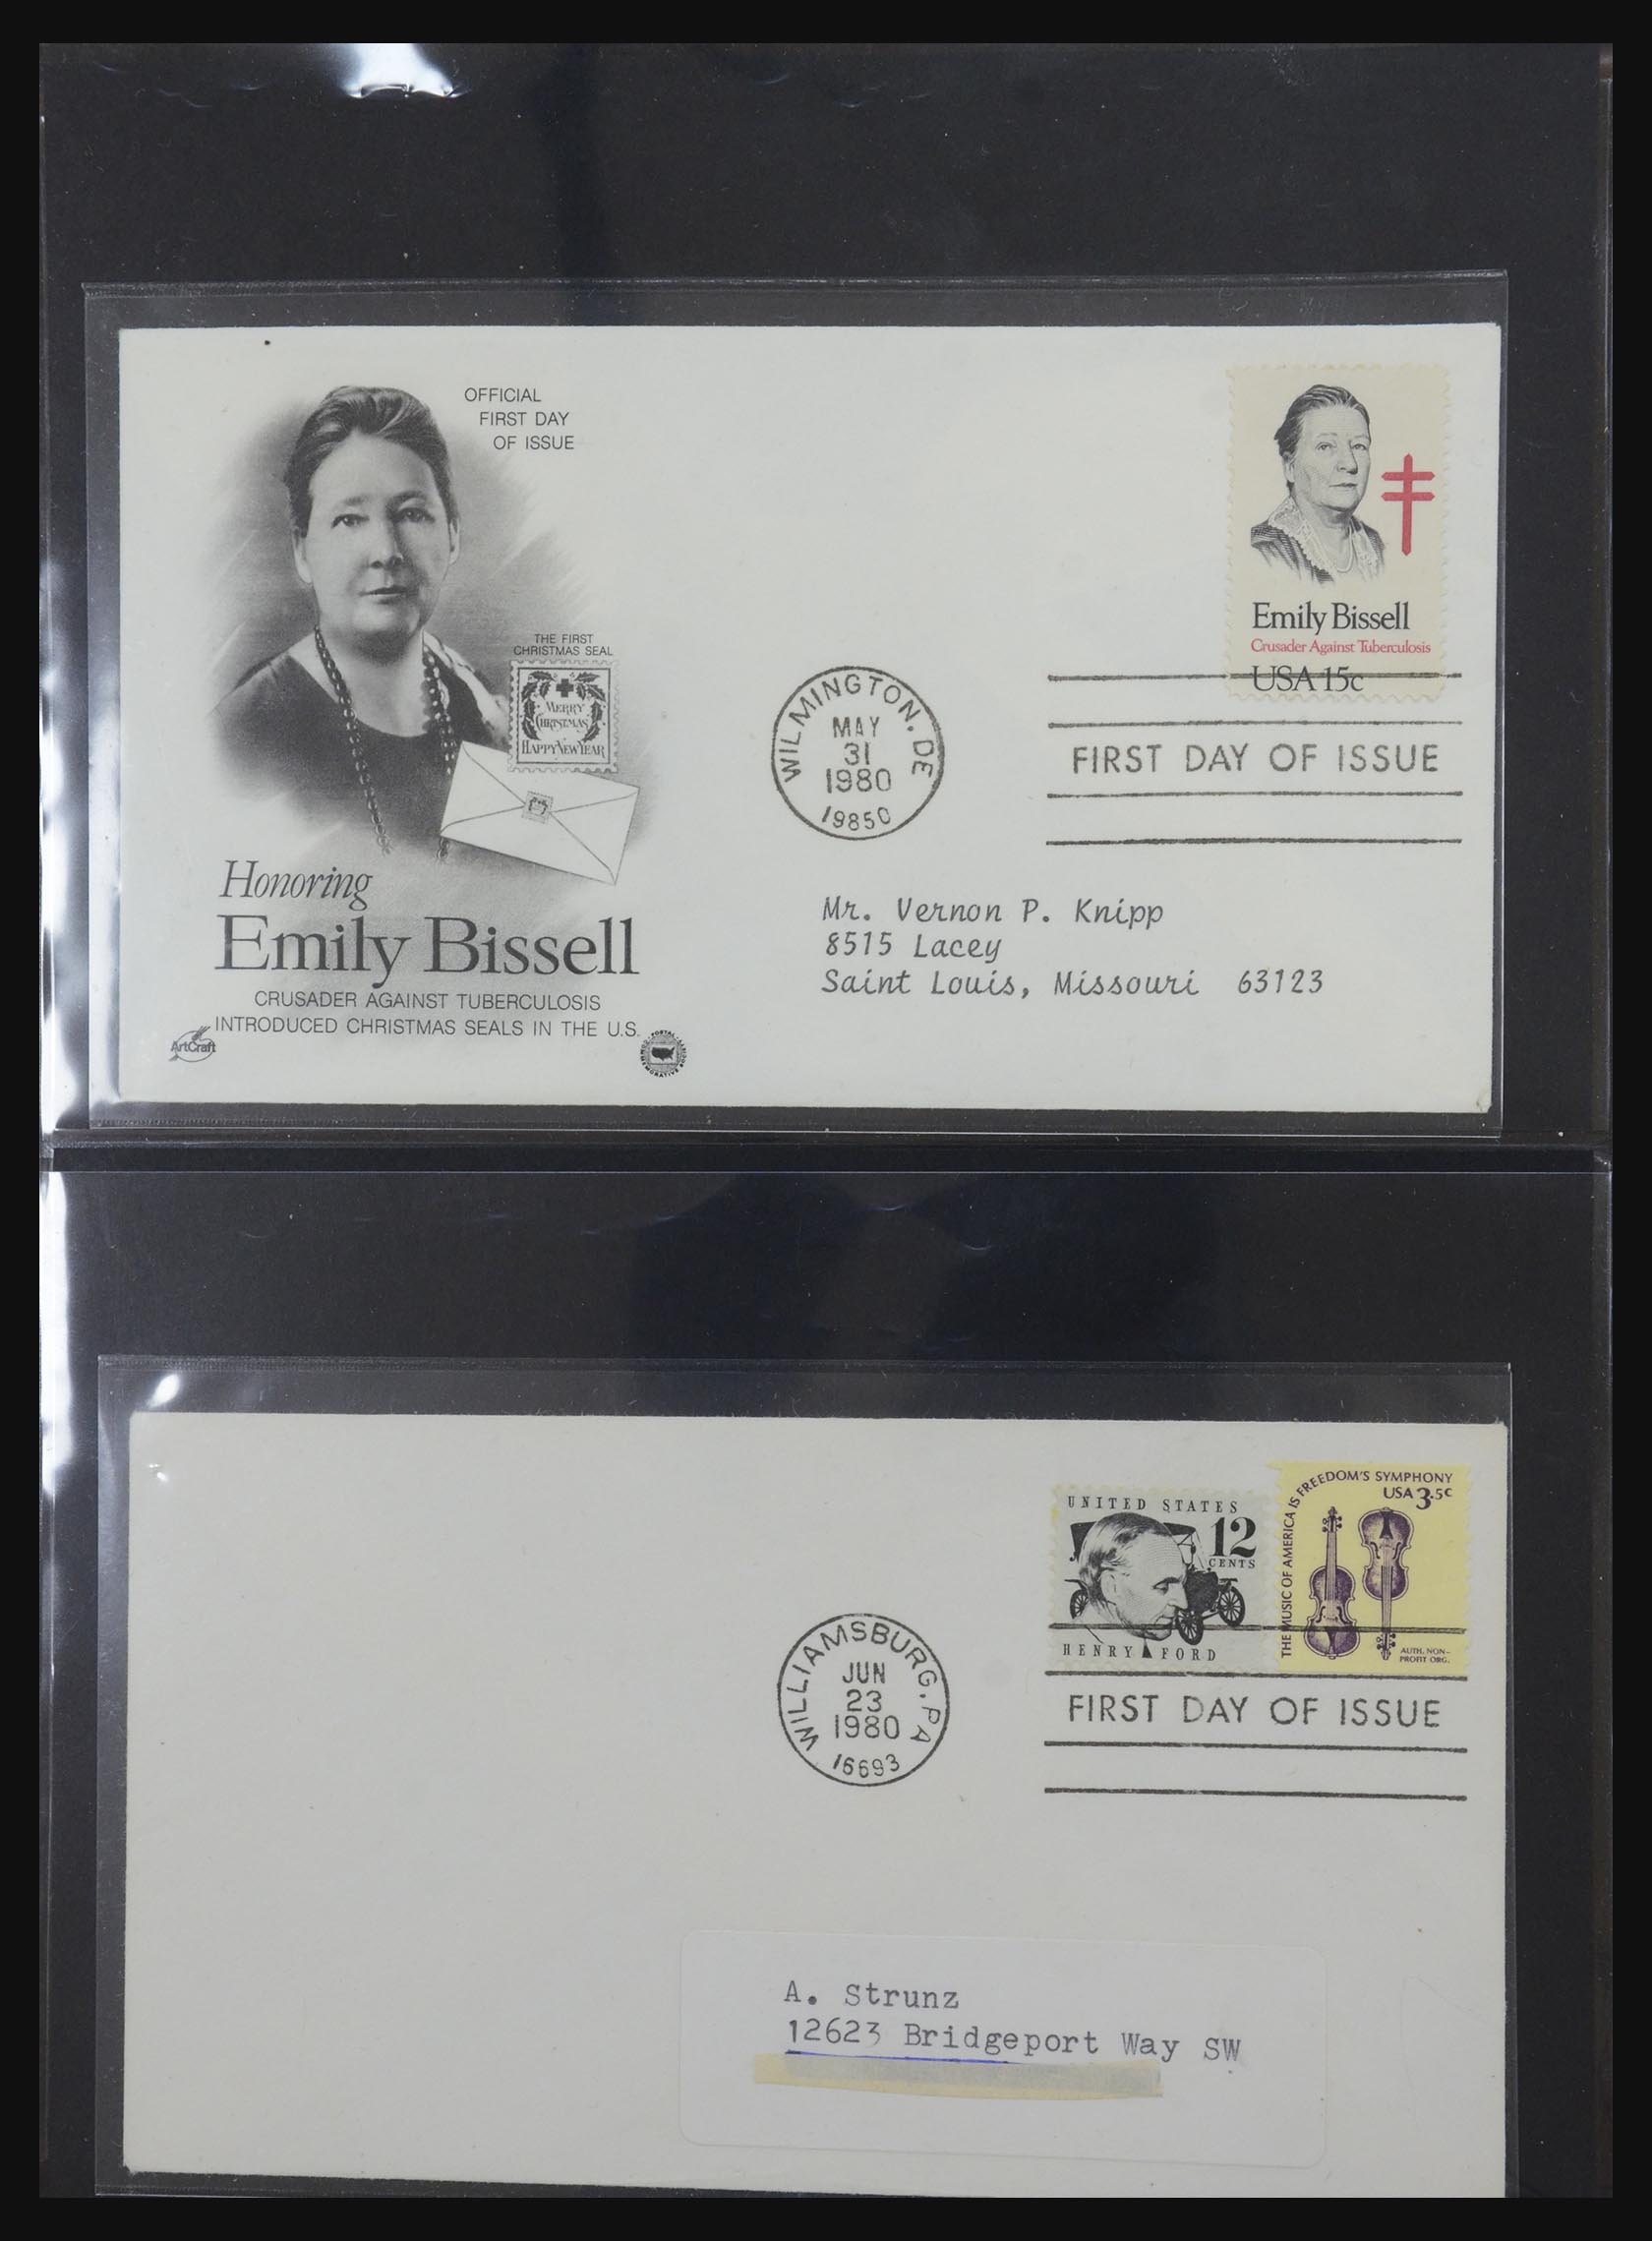 OFFICIAL
FIRST DAY
OF ISSUE
THE FIRST
CHRISTMAS SEAL
MERRY
CHRISTMAS
HAPPY NEW YEAR
Honoring
Emily Bissell
CRUSADER AGAINST TUBERCULOSIS
INTRODUCED CHRISTMAS SEALS IN THE U.S.
ArtCraft
POSTAL COMMEMORATIVE SOCIETY
Emily Bissell
Crusader Against Tuberculosis
USA 15c
WILMINGTON, DE
MAY
31
1980
19850
FIRST DAY OF ISSUE
Mr. Vernon P. Knipp
8515 Lacey
Saint Louis, Missouri 63123
UNITED STATES
12
CENTS
HENRY FORD
THE MUSIC OF AMERICA IS FREEDOM'S SYMPHONY
USA 3.5c
AUTH. NON-
PROFIT ORG.
WILLIAMSBURG, PA
JUN
23
1980
16693
FIRST DAY OF ISSUE
A. Strunz
12623 Bridgeport Way SW